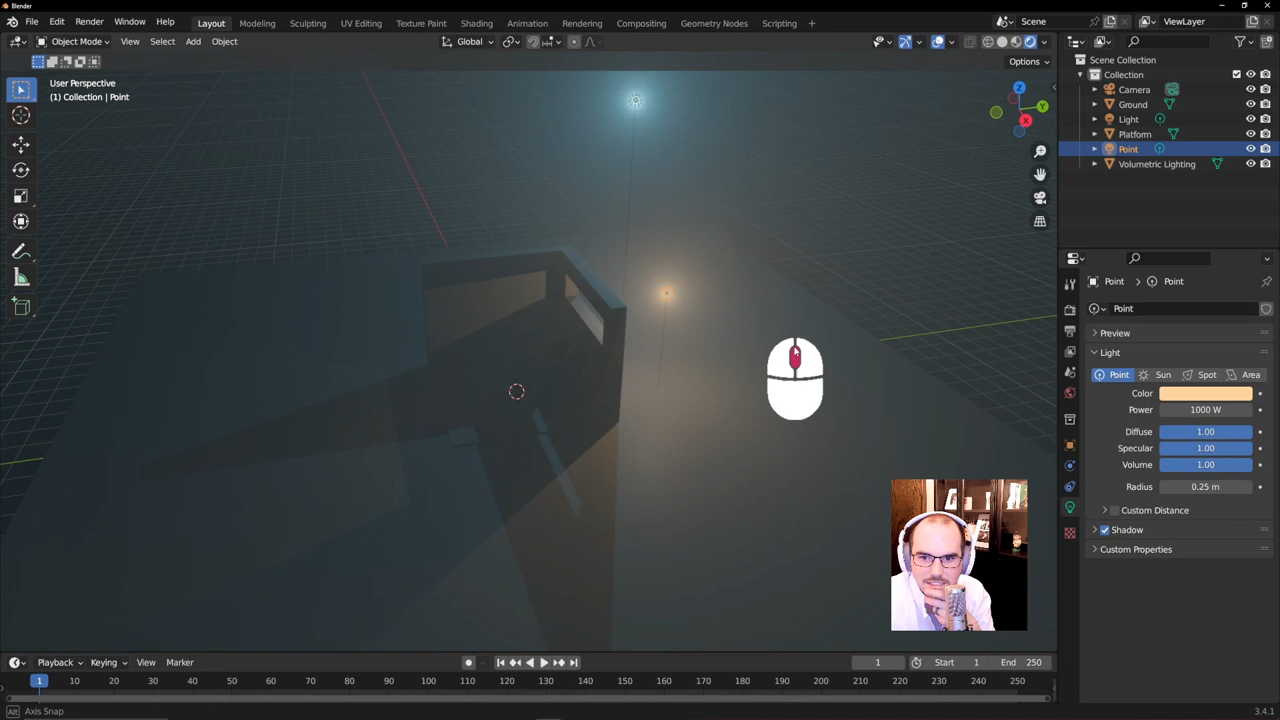 Blender
File Edit Render Window Help Layout Modeling Sculpting UV Editing Texture Paint Shading Animation Rendering Compositing Geometry Nodes Scripting + Scene ViewLayer
Object Mode View Select Add Object Global
Options
User Perspective
(1) Collection | Point
Z
Y
X
Scene Collection
Collection
Camera
Ground
Light
Platform
Point
Volumetric Lighting
Point > Point
Point
Preview
Light
Point Sun Spot Area
Color
Power 1000 W
Diffuse 1.00
Specular 1.00
Volume 1.00
Radius 0.25 m
Custom Distance
Shadow
Custom Properties
Playback Keying View Marker 1 Start 1 End 250
1 10 20 30 40 50 60 70 80 90 100 110 120 130 140 150 160 170 180 190 200 210 220 230 240 250
Alt Axis Snap 3.4.1